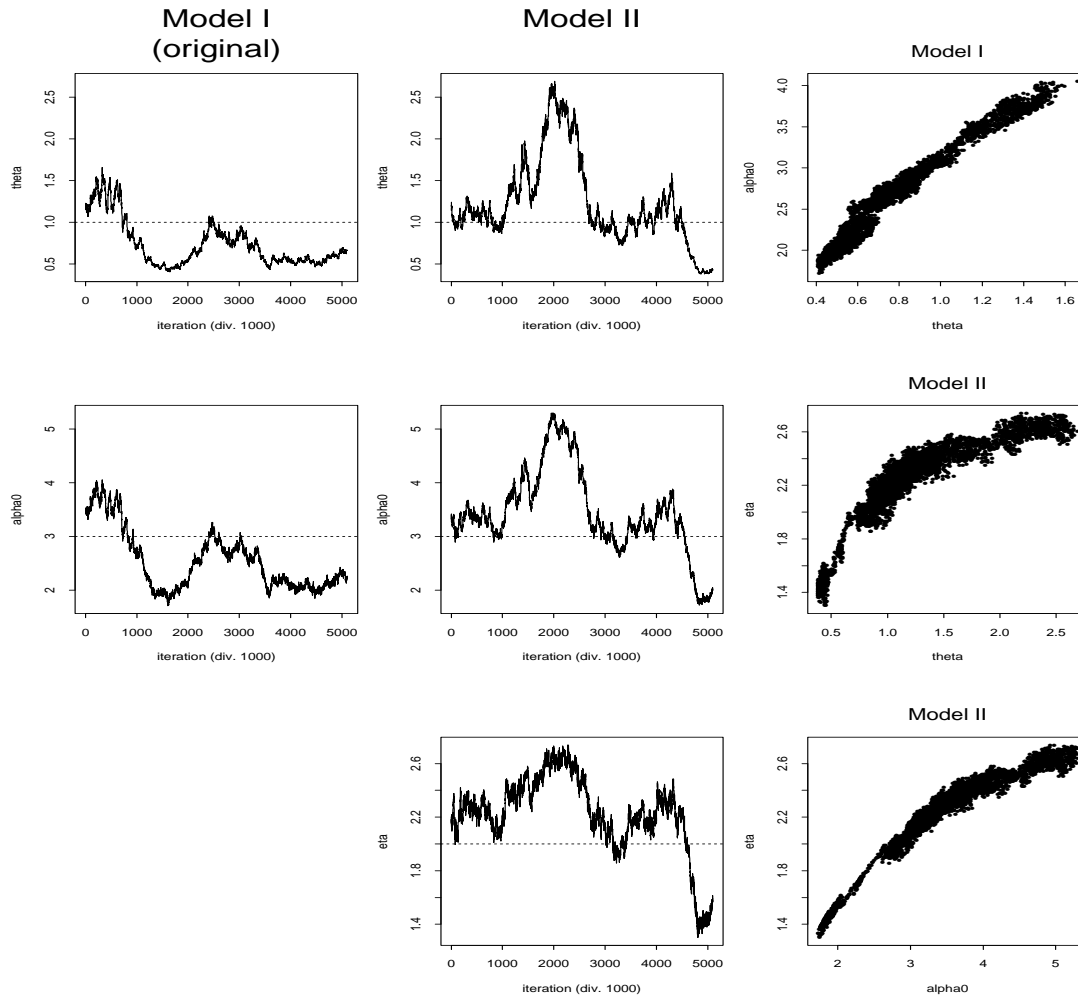 Model I
(original)
Model II
Model I
theta
0.5 1.0 1.5 2.0 2.5
0 1000 2000 3000 4000 5000
iteration (div. 1000)
theta
0.5 1.0 1.5 2.0 2.5
0 1000 2000 3000 4000 5000
iteration (div. 1000)
alpha0
2.0 2.5 3.0 3.5 4.0
0.4 0.6 0.8 1.0 1.2 1.4 1.6
theta
Model II
alpha0
2 3 4 5
0 1000 2000 3000 4000 5000
iteration (div. 1000)
alpha0
2 3 4 5
0 1000 2000 3000 4000 5000
iteration (div. 1000)
eta
1.4 1.8 2.2 2.6
0.5 1.0 1.5 2.0 2.5
theta
Model II
eta
1.4 1.8 2.2 2.6
0 1000 2000 3000 4000 5000
iteration (div. 1000)
eta
1.4 1.8 2.2 2.6
2 3 4 5
alpha0